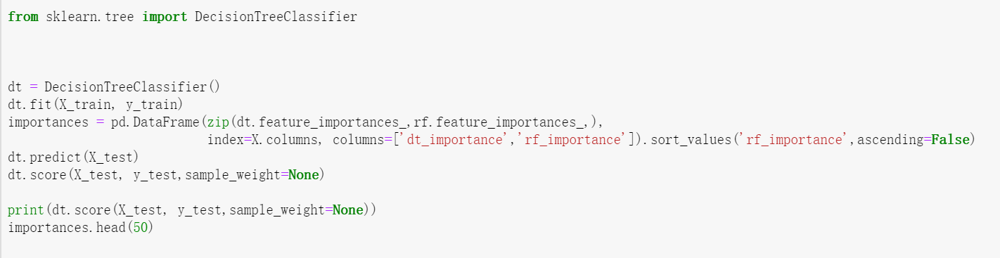 from sklearn.tree import DecisionTreeClassifier
dt = DecisionTreeClassifier()
dt.fit(X_train, y_train)
importances = pd.DataFrame(zip(dt.feature_importances_,rf.feature_importances_,),
index=X.columns, columns=['dt_importance','rf_importance']).sort_values('rf_importance',ascending=False)
dt.predict(X_test)
dt.score(X_test, y_test,sample_weight=None)
print(dt.score(X_test, y_test,sample_weight=None))
importances.head(50)